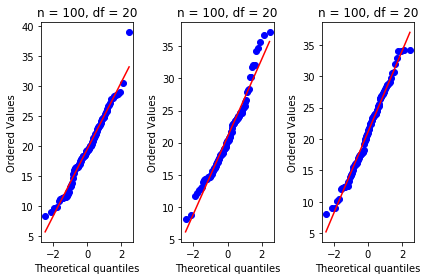 n = 100, df = 20
n = 100, df = 20
n = 100, df = 20
40
35
30
25
20
15
10
5
35
30
25
20
15
10
5
35
30
25
20
15
10
5
Ordered Values
Ordered Values
Ordered Values
−2 0 2
−2 0 2
−2 0 2
Theoretical quantiles
Theoretical quantiles
Theoretical quantiles